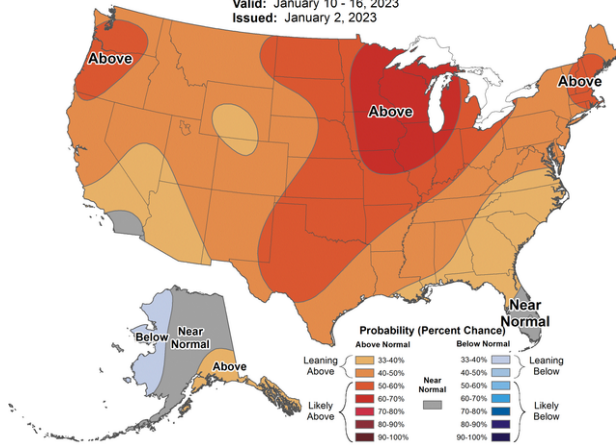 Valid: January 10 - 16, 2023
Issued: January 2, 2023
Above
Above
Above
Near
Normal
Below
Near
Normal
Above
Probability (Percent Chance)
Above Normal
Below Normal
Leaning
Above
33-40%
40-50%
Likely
Above
50-60%
60-70%
70-80%
80-90%
90-100%
Near
Normal
33-40%
40-50%
Leaning
Below
50-60%
60-70%
70-80%
80-90%
90-100%
Likely
Below